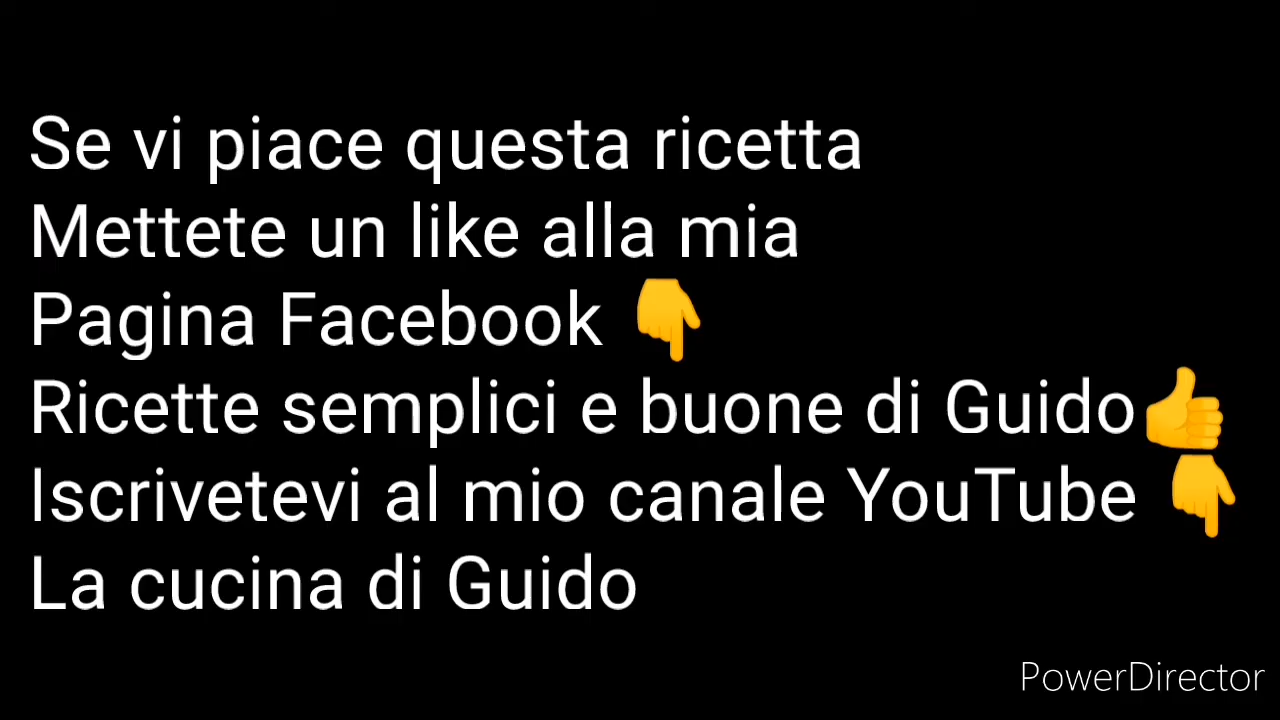 Se vi piace questa ricetta
Mettete un like alla mia
Pagina Facebook 👇
Ricette semplici e buone di Guido👍
Iscrivetevi al mio canale YouTube 👇
La cucina di Guido
PowerDirector